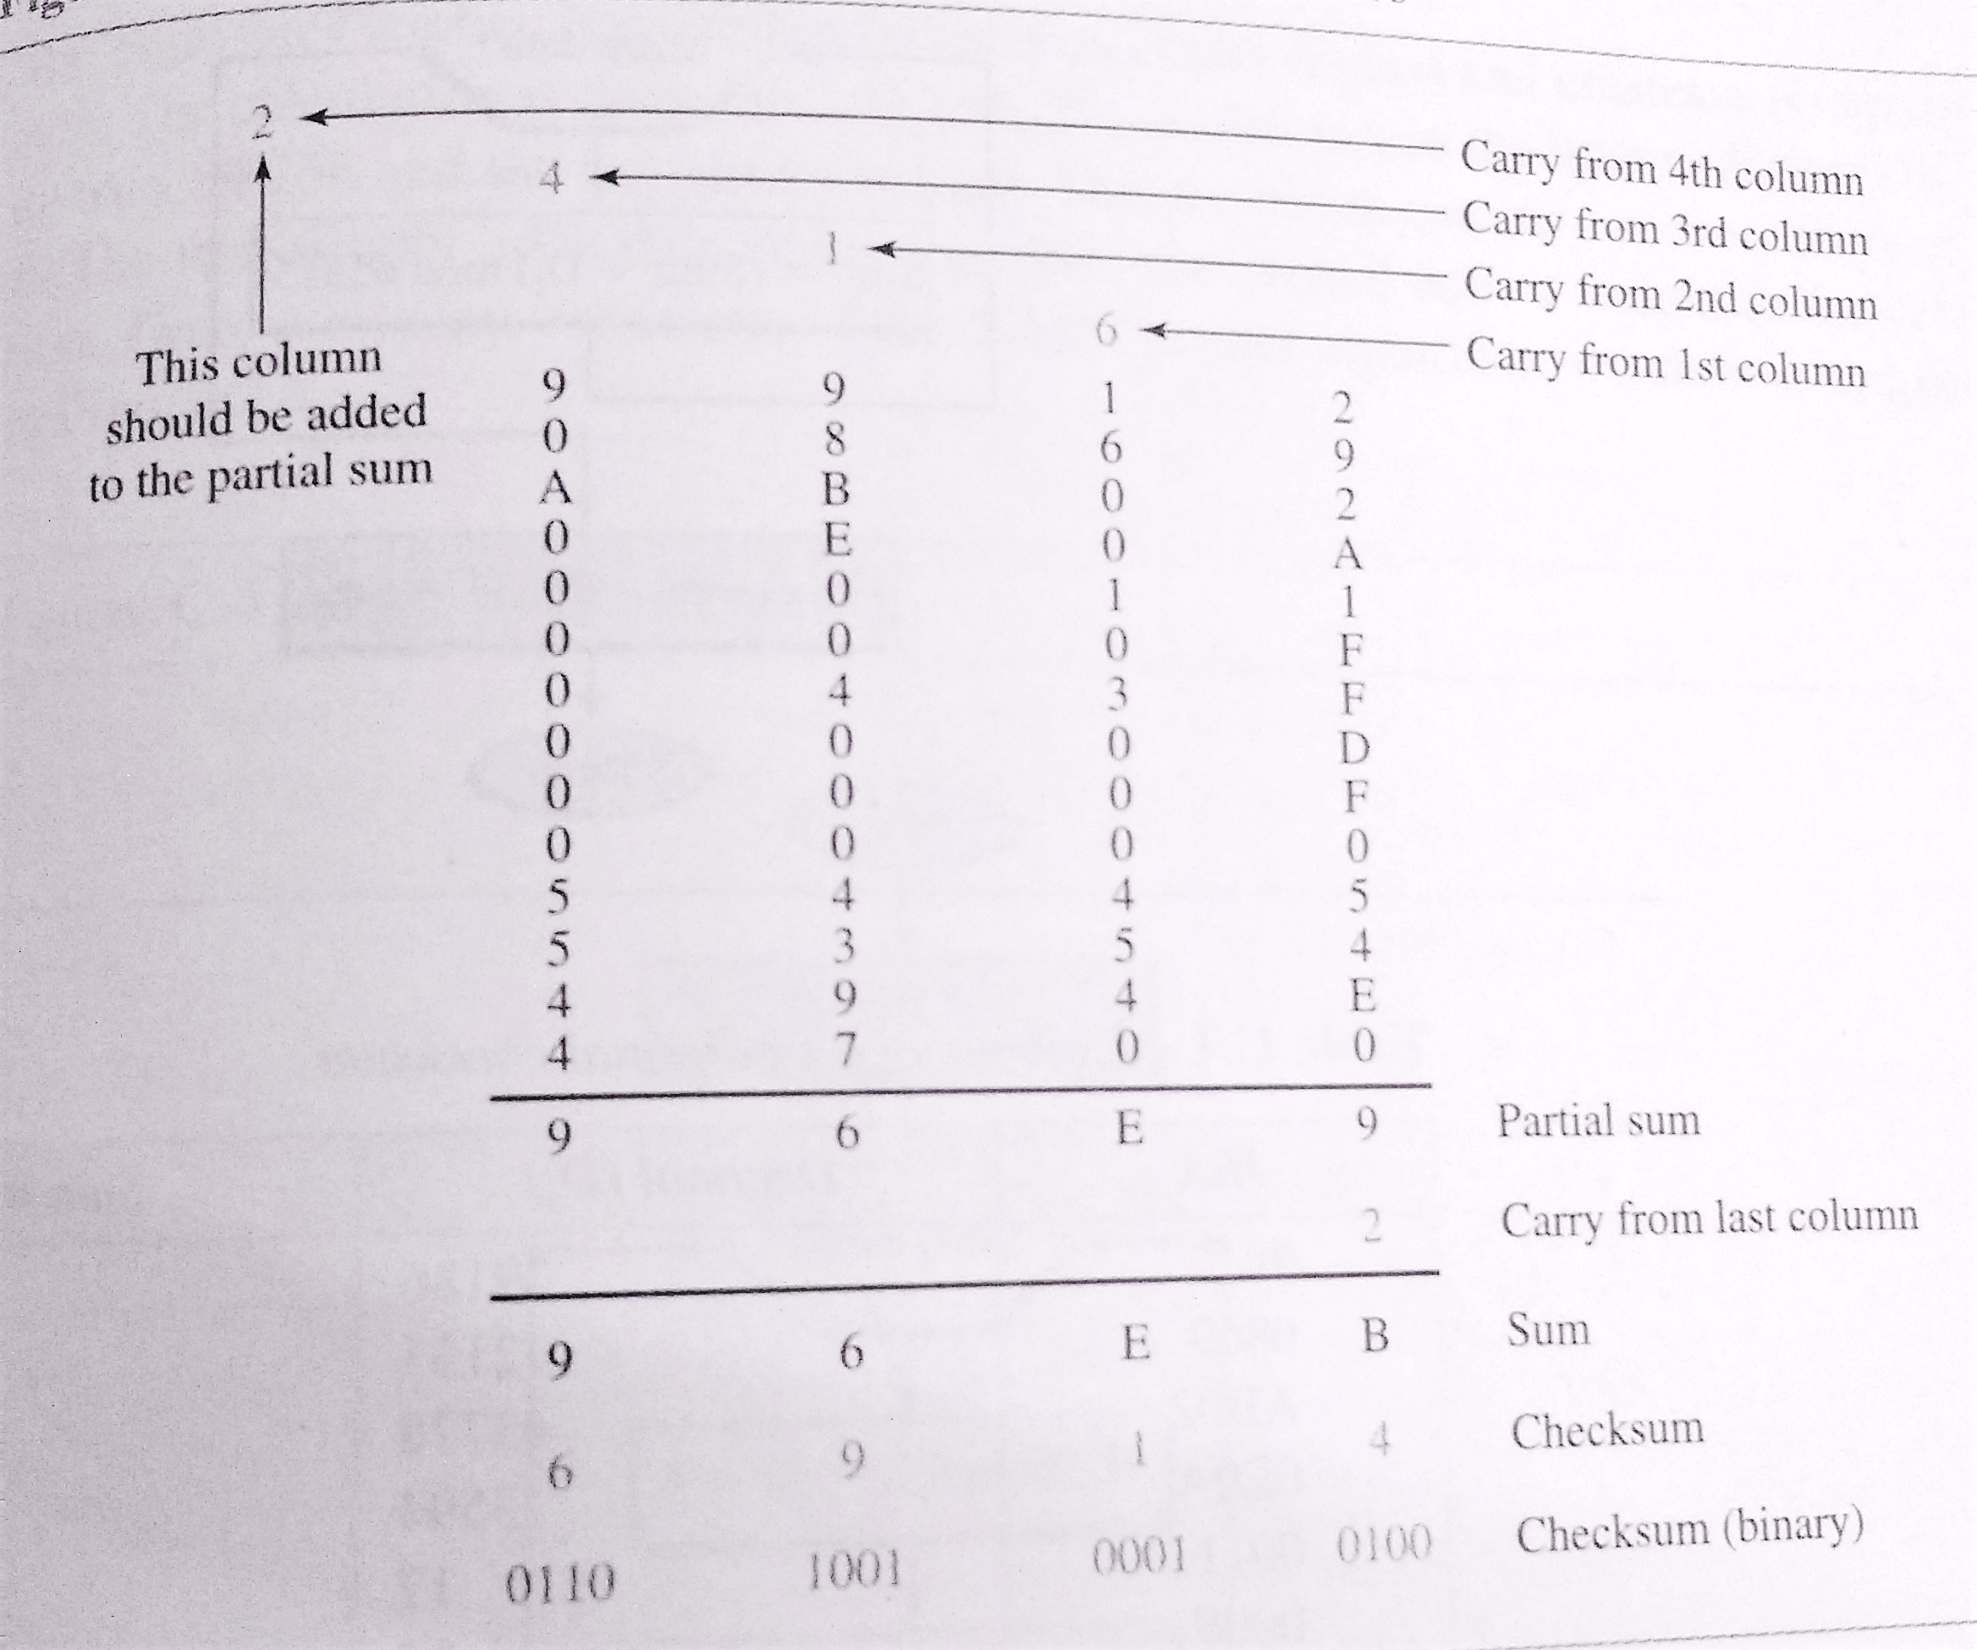 2 Carry from 4th column
4 Carry from 3rd column
1 Carry from 2nd column
6 Carry from 1st column
This column
should be added
to the partial sum
9 9 1 2
0 8 6 9
A B 0 2
0 E 0 A
0 0 1 1
0 0 0 F
0 4 3 F
0 0 0 D
0 0 0 F
0 0 0 0
5 4 4 5
5 3 5 4
4 9 4 E
4 7 0 0
9 6 E 9 Partial sum
2 Carry from last column
9 6 E B Sum
6 9 1 4 Checksum
0110 1001 0001 0100 Checksum (binary)